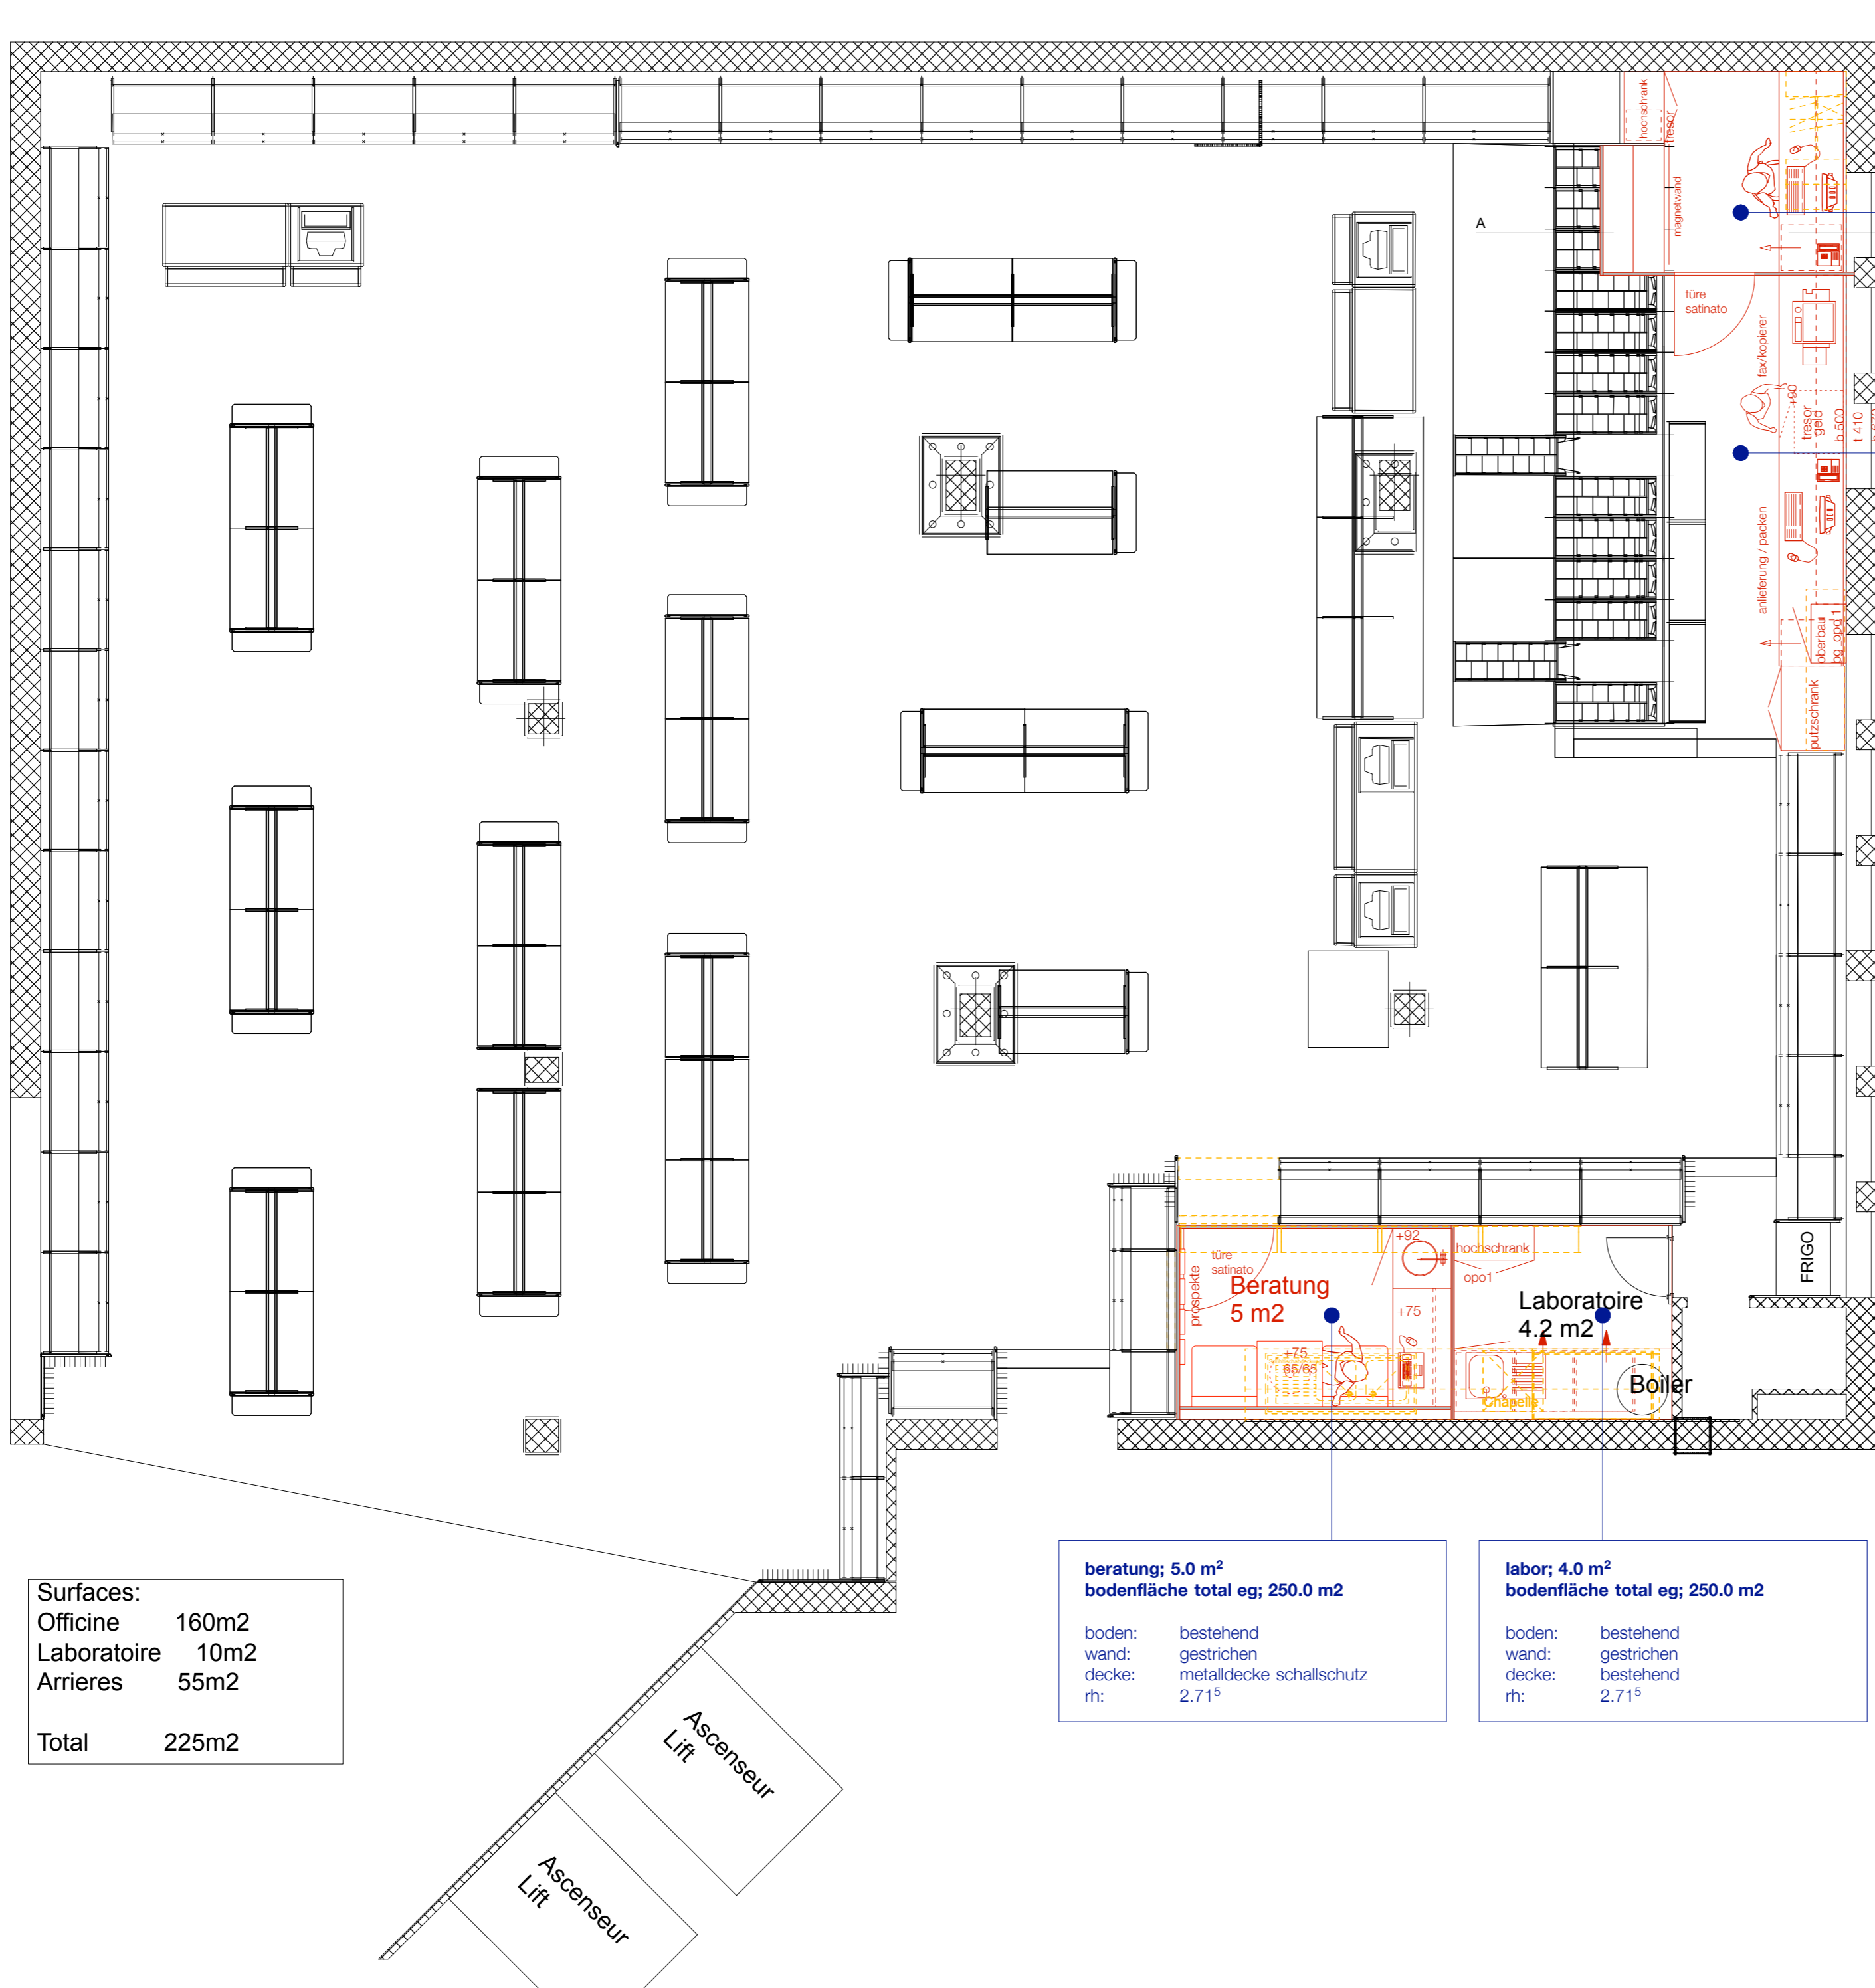 hochschrank
tresor
magnetwand
A
türe
satinato
fax/kopierer
+90
tresor
geld
b 500
t 410
anlieferung / packen
oberbau
bg opd 1
putzschrank
FRIGO
türe
satinato
prospekte
Beratung
5 m2
+92
+75
+75
65/65
hochschrank
opo1
Laboratoire
4.2 m2
Boiler
Chapelle
beratung; 5.0 m²
bodenfläche total eg; 250.0 m2
boden: bestehend
wand: gestrichen
decke: metalldecke schallschutz
rh: 2.71⁵
labor; 4.0 m²
bodenfläche total eg; 250.0 m2
boden: bestehend
wand: gestrichen
decke: bestehend
rh: 2.71⁵
Surfaces:
Officine 160m2
Laboratoire 10m2
Arrieres 55m2
Total 225m2
Ascenseur
Lift
Ascenseur
Lift